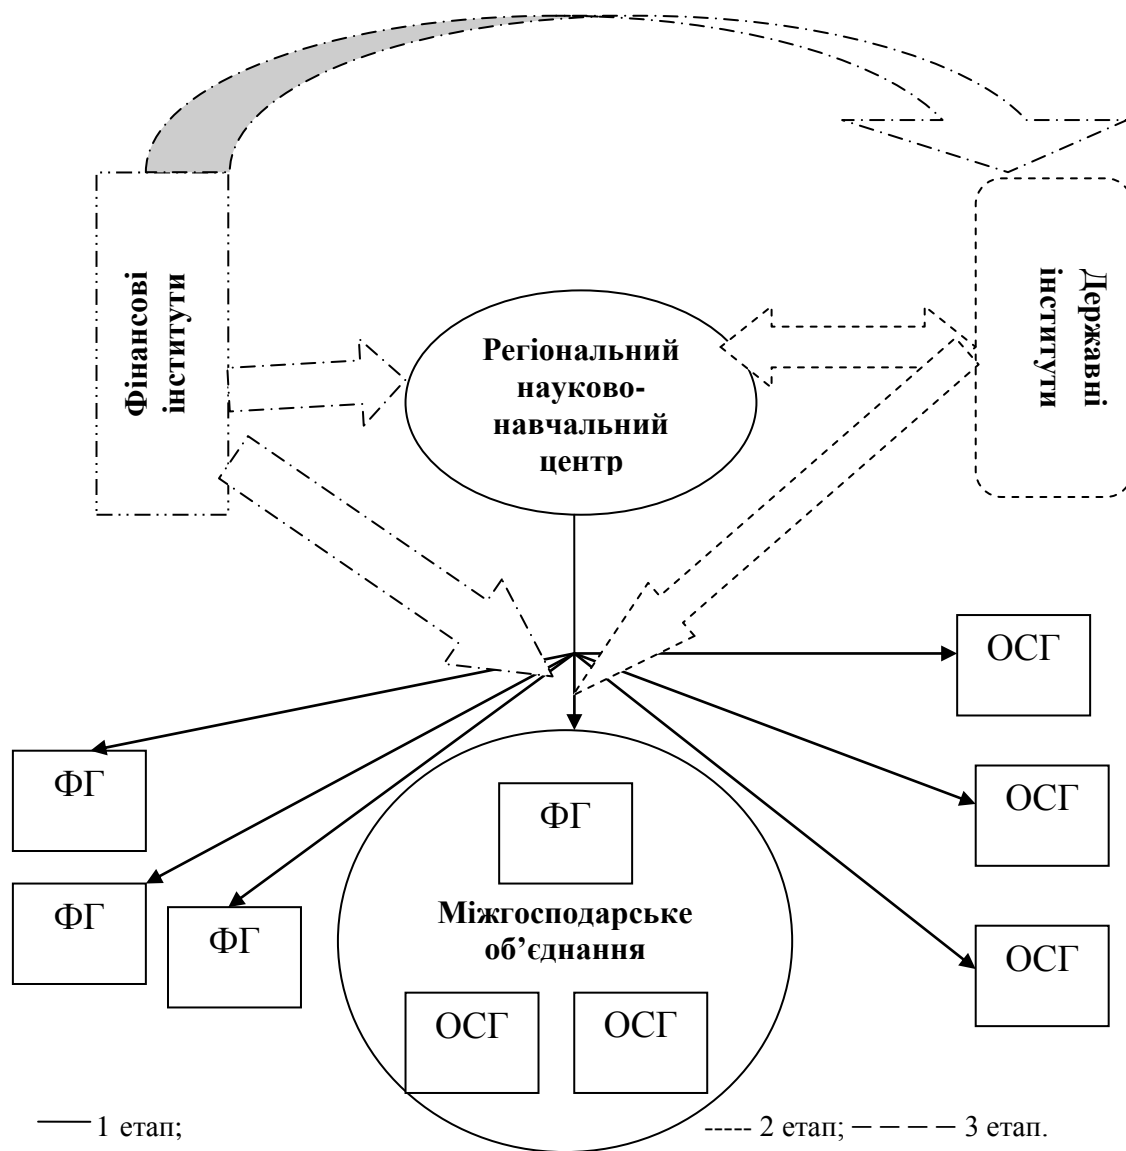 Фінансові
інститути
Державні
інститути
Регіональний
науково-
навчальний
центр
ОСГ
ФГ
ФГ
ОСГ
ФГ
ФГ
Міжгосподарське
об’єднання
ОСГ
ОСГ
ОСГ
1 етап;
2 етап;
3 етап.